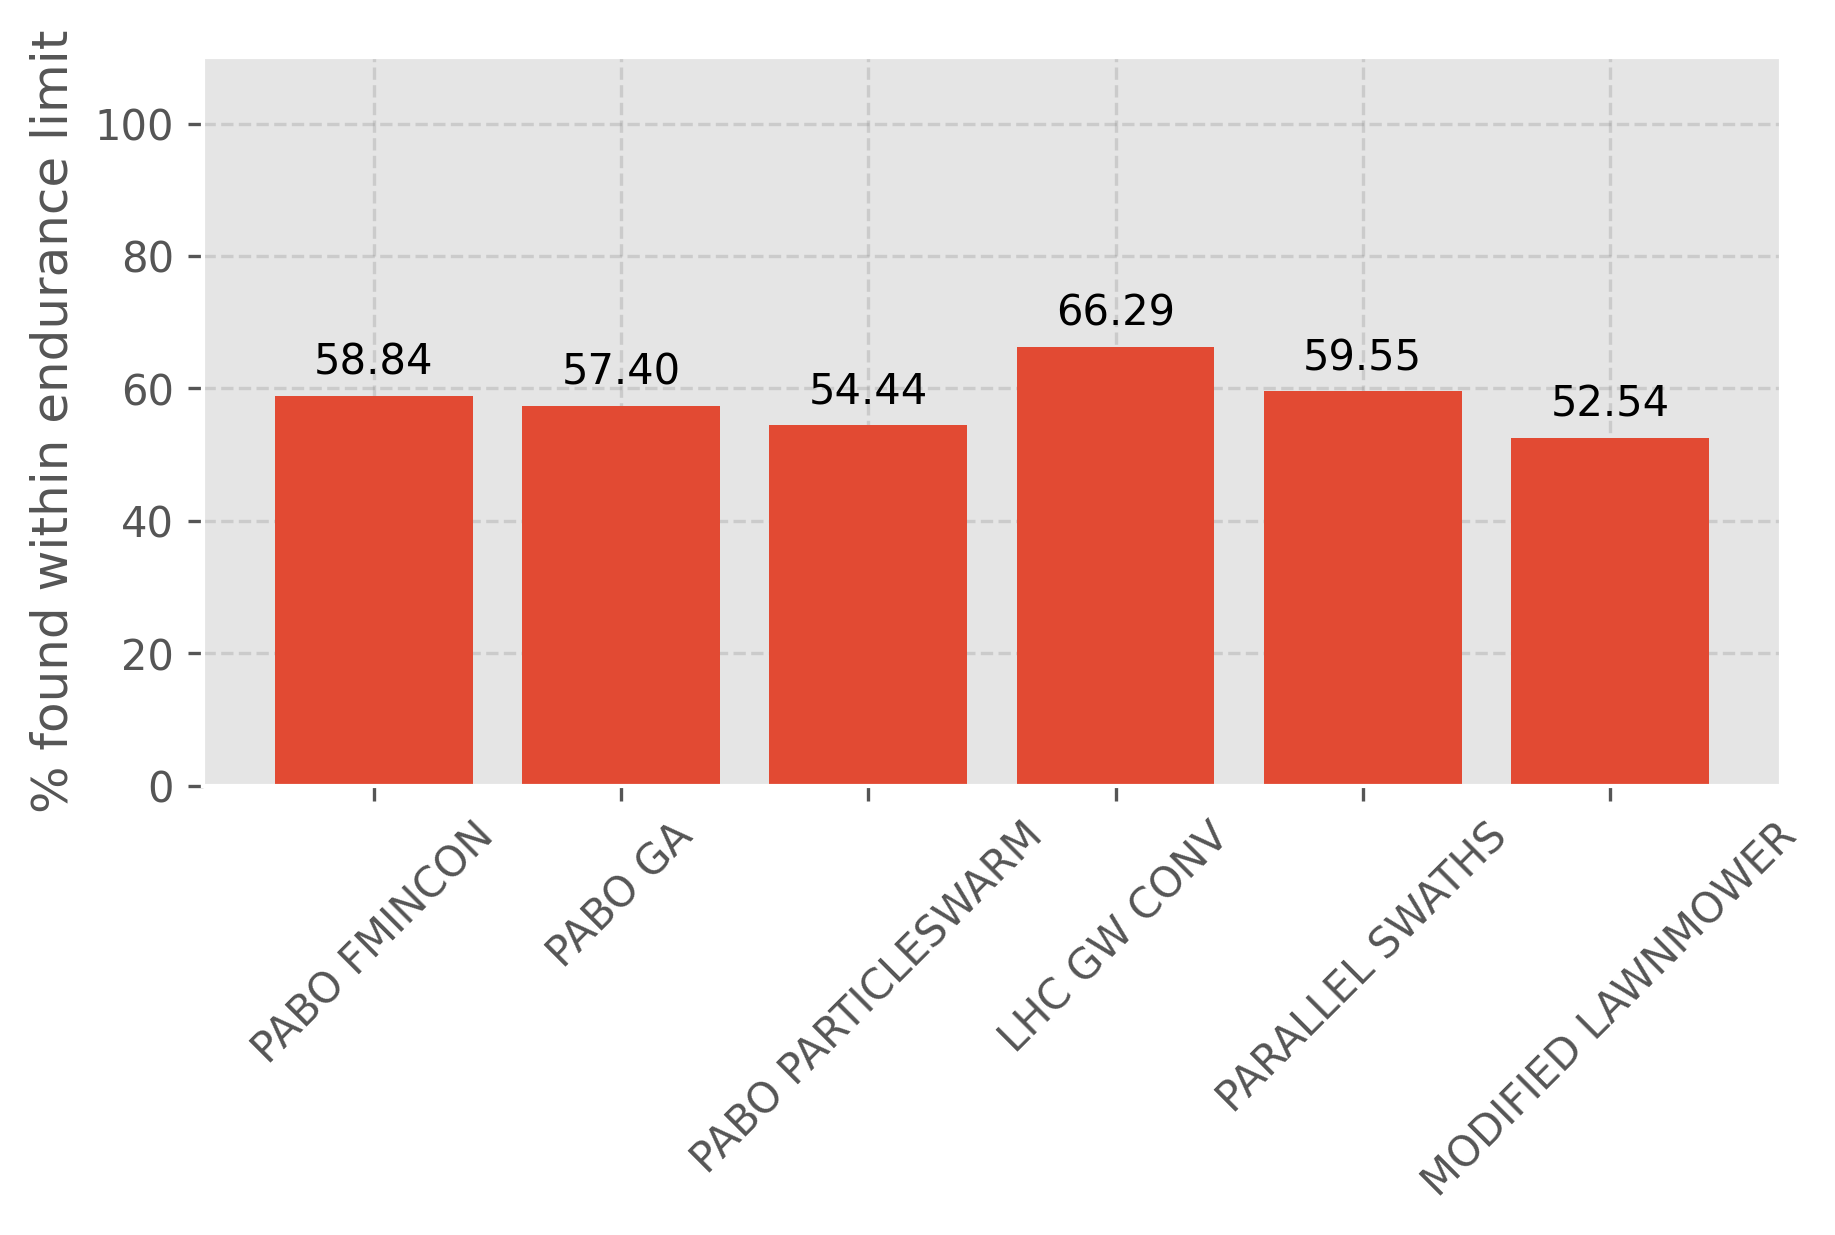 % found within endurance limit
100
80
60
40
20
0
58.84
57.40
54.44
66.29
59.55
52.54
PABO FMINCON
PABO GA
PABO PARTICLESWARM
LHC GW CONV
PARALLEL SWATHS
MODIFIED LAWNMOWER